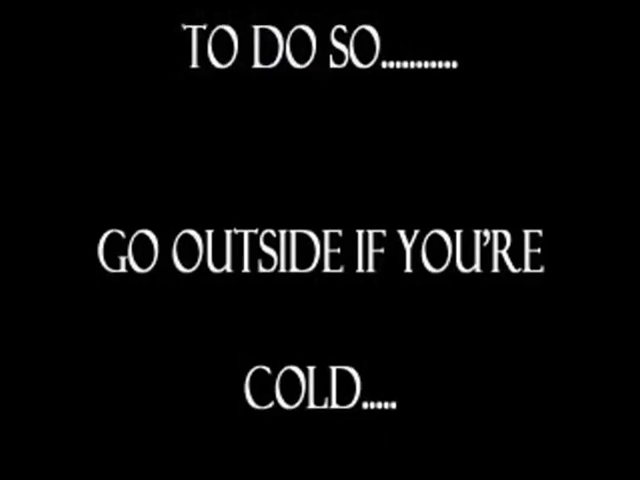 TO DO SO...........
GO OUTSIDE IF YOU'RE
COLD.....